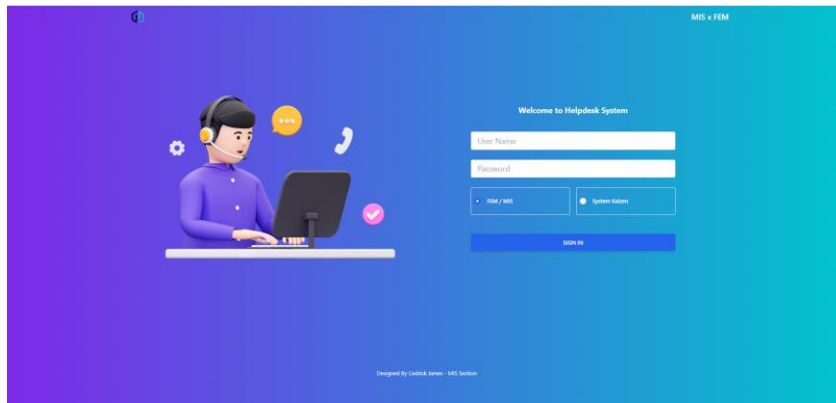 MIS x FEM
Welcome to Helpdesk System
User Name
Password
FEM / MIS
System Kaizen
SIGN IN
Designed By Cedrick James - MIS Section